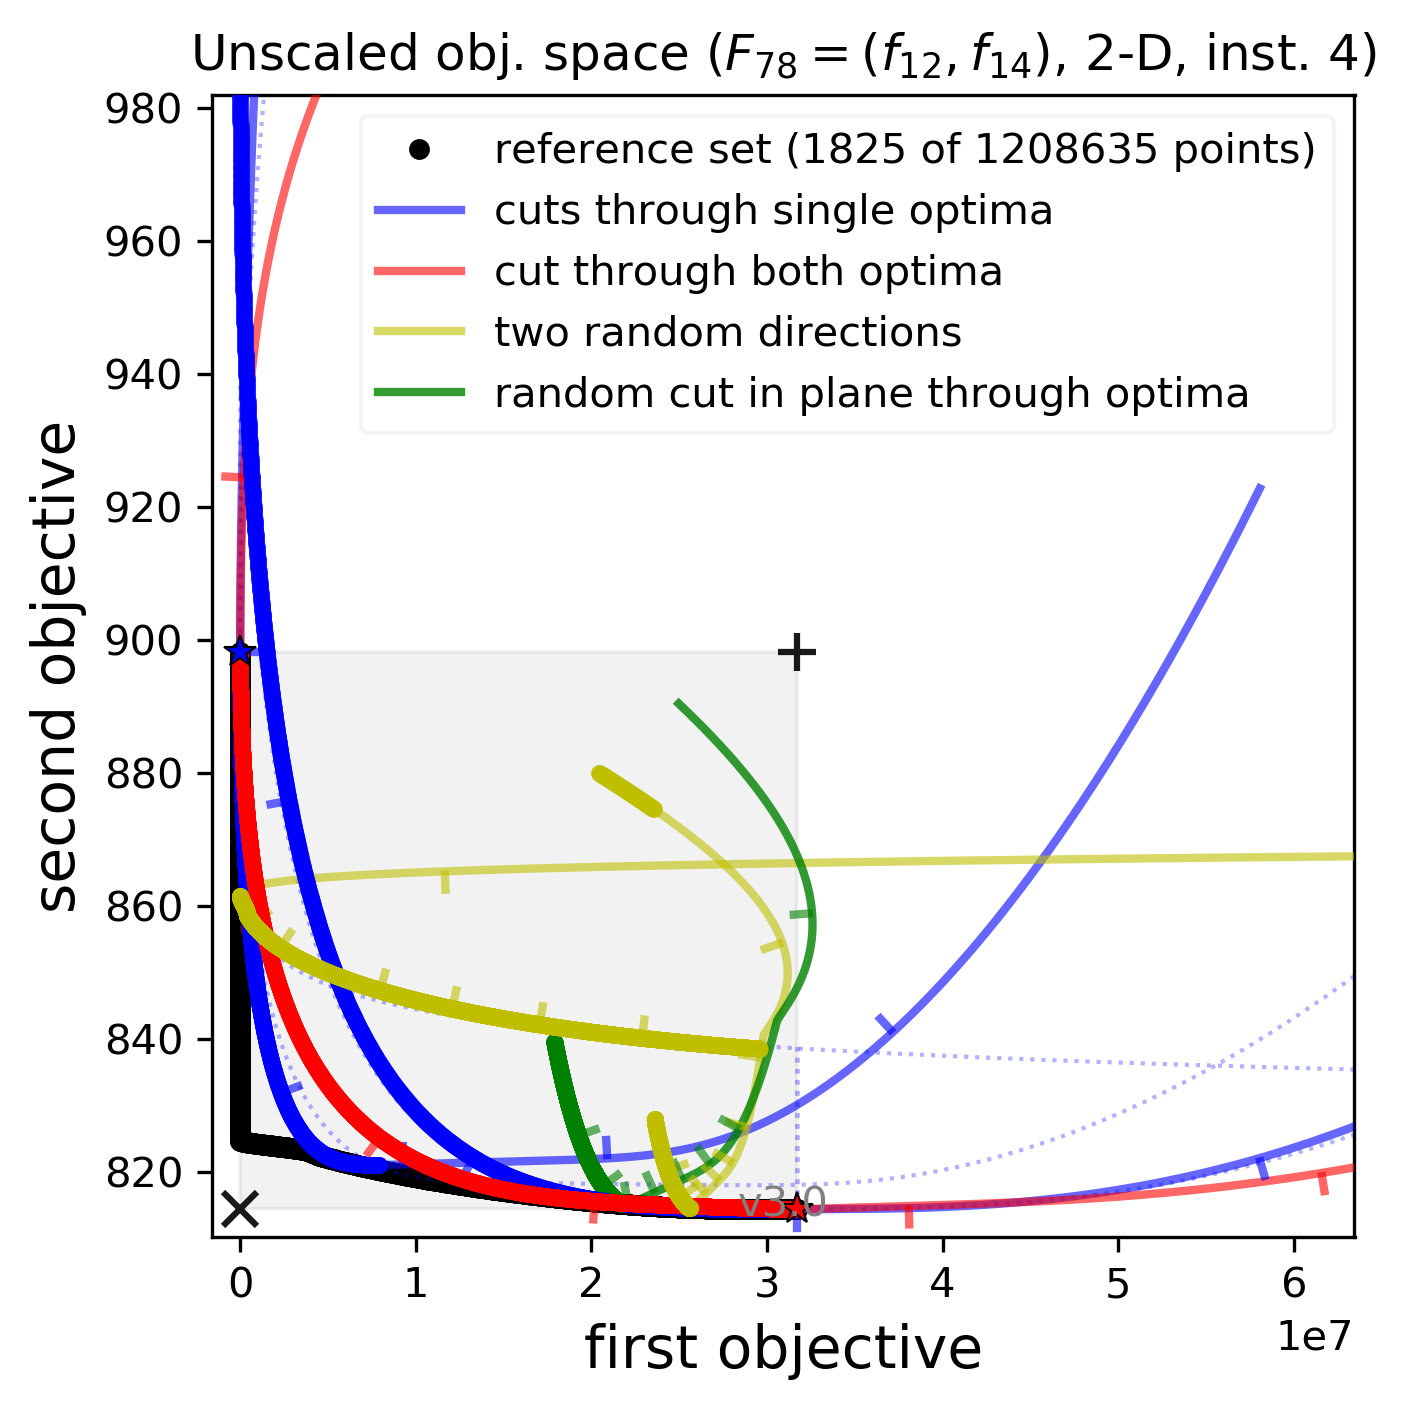 Unscaled obj. space (F78 = (f12, f14), 2-D, inst. 4)
reference set (1825 of 1208635 points)
cuts through single optima
cut through both optima
two random directions
random cut in plane through optima
second objective
980
960
940
920
900
880
860
840
820
v3.0
0 1 2 3 4 5 6
1e7
first objective